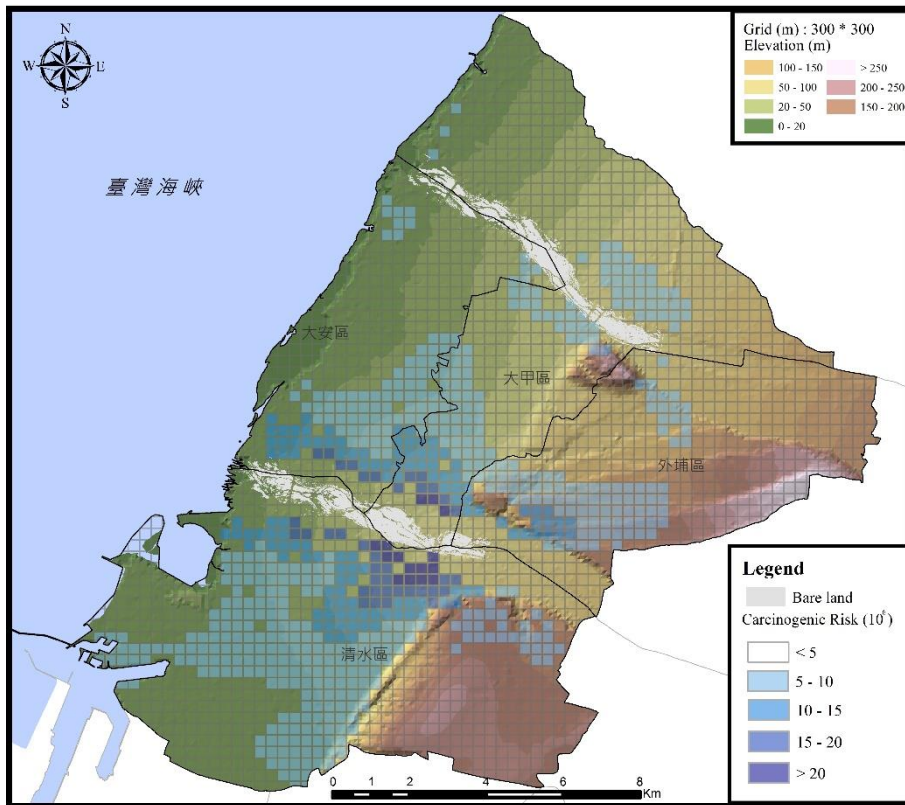 N
W E
S
Grid (m) : 300 * 300
Elevation (m)
100 - 150 > 250
50 - 100 200 - 250
20 - 50 150 - 200
0 - 20
臺灣海峽
大安區
大甲區
外埔區
清水區
Legend
Bare land
Carcinogenic Risk (10⁶)
< 5
5 - 10
10 - 15
15 - 20
> 20
0 1 2 4 6 8
Km